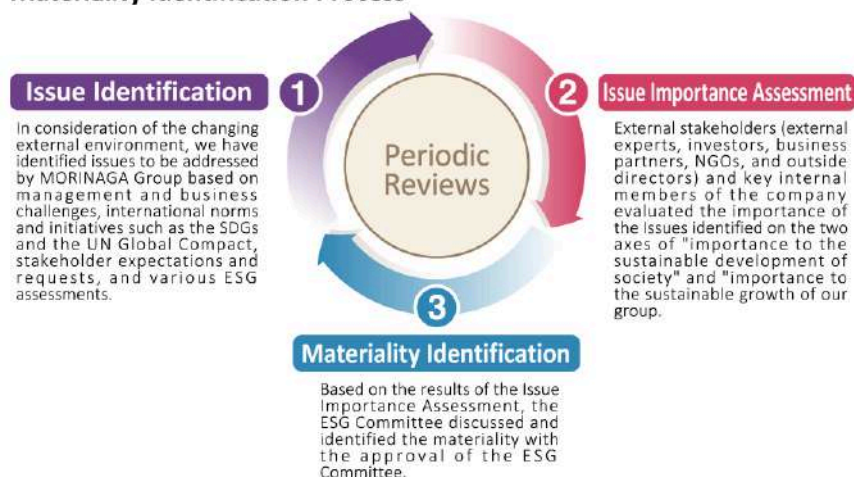 Issue Identification
1
In consideration of the changing
external environment, we have
identified issues to be addressed
by MORINAGA Group based on
management and business
challenges, international norms
and initiatives such as the SDGs
and the UN Global Compact,
stakeholder expectations and
requests, and various ESG
assessments.
Periodic
Reviews
2
Issue Importance Assessment
External stakeholders (external
experts, investors, business
partners, NGOs, and outside
directors) and key internal
members of the company
evaluated the importance of
the Issues identified on the two
axes of "importance to the
sustainable development of
society" and "importance to
the sustainable growth of our
group.
3
Materiality Identification
Based on the results of the Issue
Importance Assessment, the
ESG Committee discussed and
identified the materiality with
the approval of the ESG
Committee.